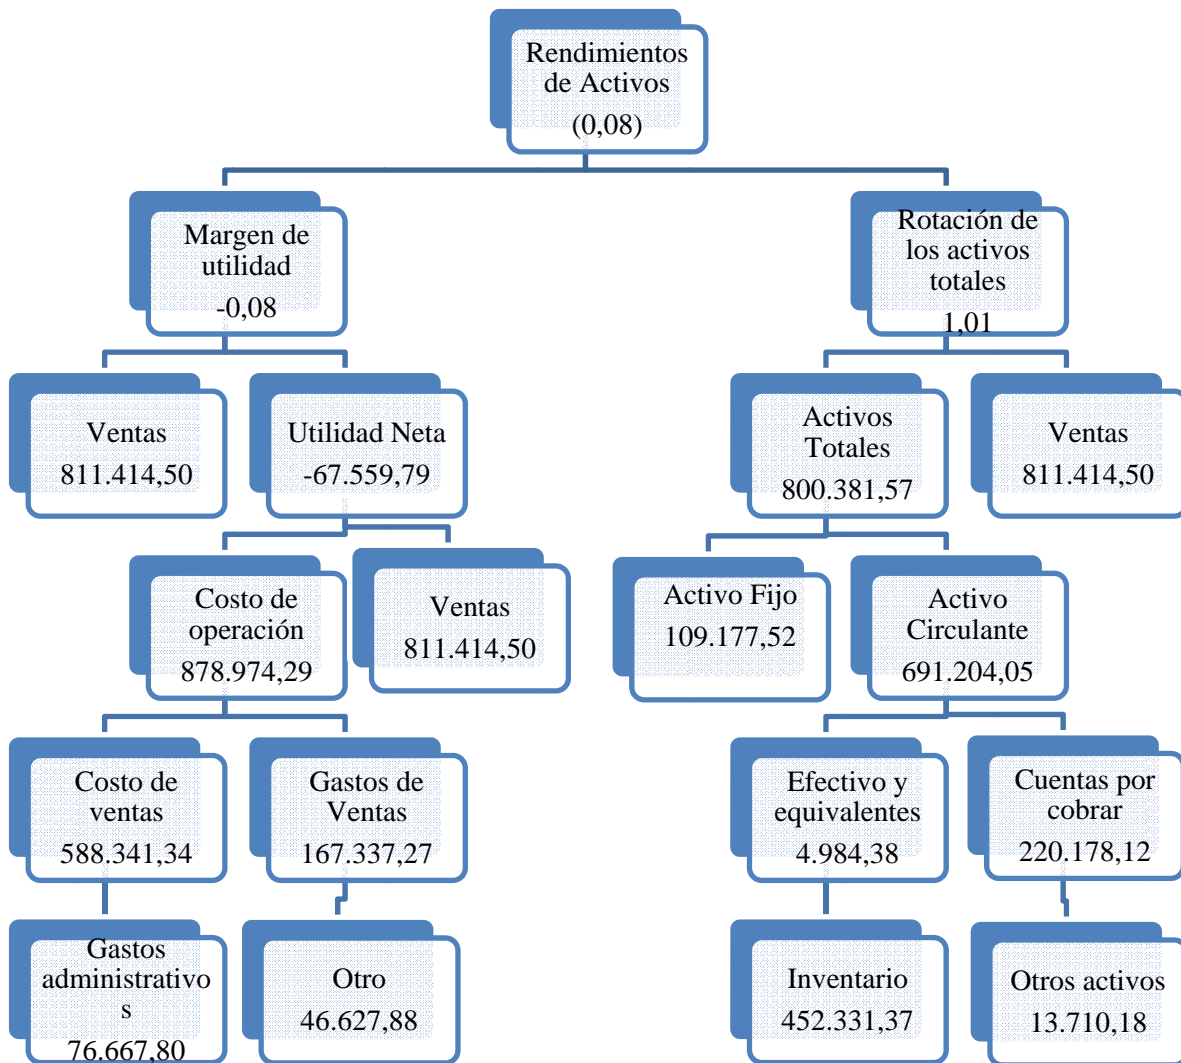 Rendimientos
de Activos
(0,08)
Margen de
utilidad
-0,08
Rotación de
los activos
totales
1,01
Ventas
811.414,50
Utilidad Neta
-67.559,79
Activos
Totales
800.381,57
Ventas
811.414,50
Costo de
operación
878.974,29
Ventas
811.414,50
Activo Fijo
109.177,52
Activo
Circulante
691.204,05
Costo de
ventas
588.341,34
Gastos de
Ventas
167.337,27
Efectivo y
equivalentes
4.984,38
Cuentas por
cobrar
220.178,12
Gastos
administrativo
s
76.667,80
Otro
46.627,88
Inventario
452.331,37
Otros activos
13.710,18